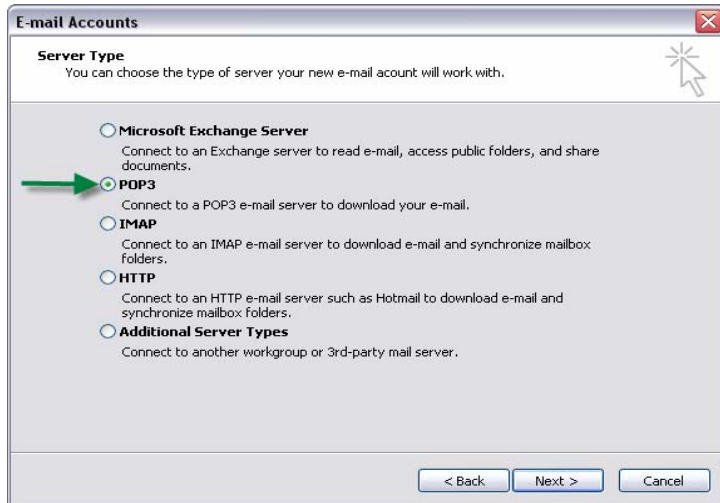 E-mail Accounts
Server Type
You can choose the type of server your new e-mail acount will work with.
Microsoft Exchange Server
Connect to an Exchange server to read e-mail, access public folders, and share
documents.
POP3
Connect to a POP3 e-mail server to download your e-mail.
IMAP
Connect to an IMAP e-mail server to download e-mail and synchronize mailbox
folders.
HTTP
Connect to an HTTP e-mail server such as Hotmail to download e-mail and
synchronize mailbox folders.
Additional Server Types
Connect to another workgroup or 3rd-party mail server.
< Back Next > Cancel